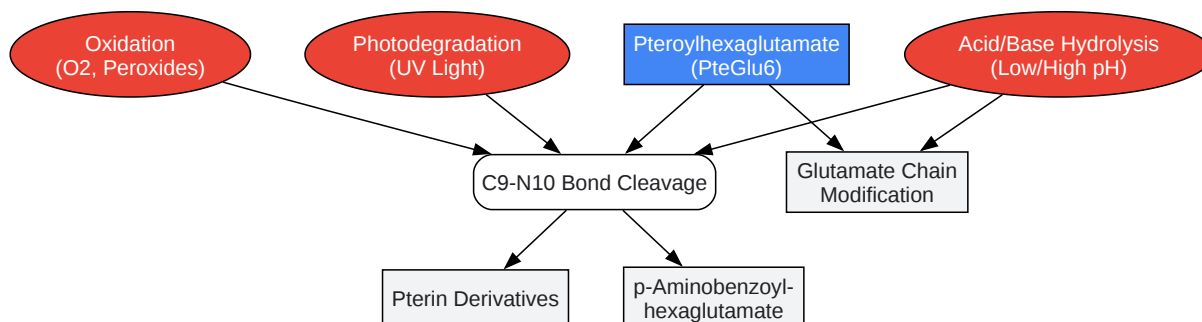 Oxidation
(O2, Peroxides)
Photodegradation
(UV Light)
Pteroylhexaglutamate
(PteGlu6)
Acid/Base Hydrolysis
(Low/High pH)
C9-N10 Bond Cleavage
Glutamate Chain
Modification
Pterin Derivatives
p-Aminobenzoyl-
hexaglutamate